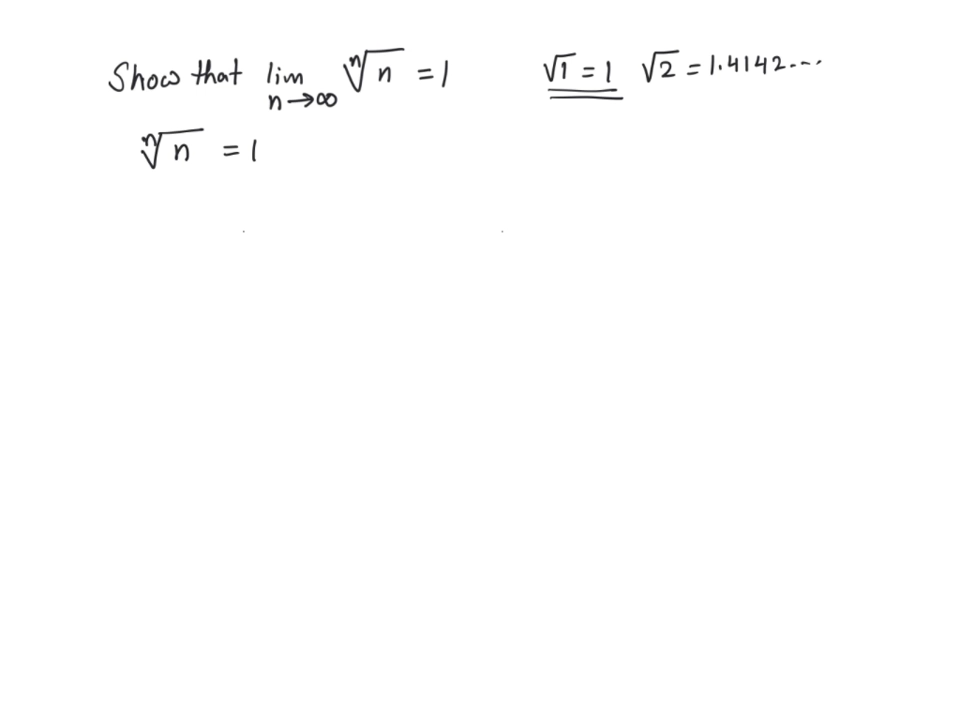 Show that lim n→∞ ⁿ√n = 1 √1 = 1 √2 = 1.4142...
ⁿ√n = 1